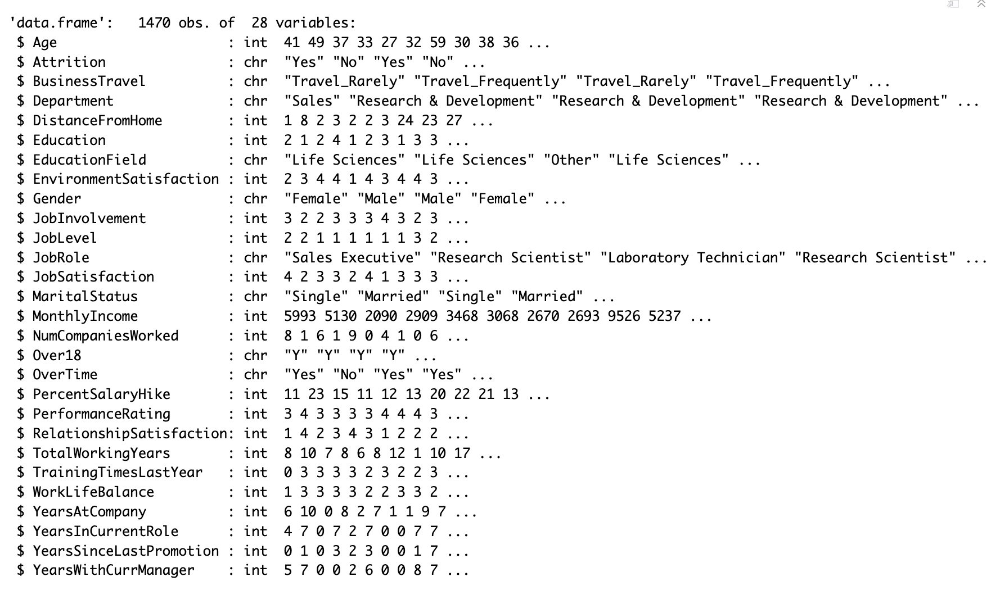 'data.frame':   1470 obs. of  28 variables:
 $ Age                     : int  41 49 37 33 27 32 59 30 38 36 ...
 $ Attrition               : chr  "Yes" "No" "Yes" "No" ...
 $ BusinessTravel          : chr  "Travel_Rarely" "Travel_Frequently" "Travel_Rarely" "Travel_Frequently" ...
 $ Department              : chr  "Sales" "Research & Development" "Research & Development" "Research & Development" ...
 $ DistanceFromHome        : int  1 8 2 3 2 2 3 24 23 27 ...
 $ Education               : int  2 1 2 4 1 2 3 1 3 3 ...
 $ EducationField          : chr  "Life Sciences" "Life Sciences" "Other" "Life Sciences" ...
 $ EnvironmentSatisfaction : int  2 3 4 4 1 4 3 4 4 3 ...
 $ Gender                  : chr  "Female" "Male" "Male" "Female" ...
 $ JobInvolvement          : int  3 2 2 3 3 3 4 3 2 3 ...
 $ JobLevel                : int  2 2 1 1 1 1 1 1 3 2 ...
 $ JobRole                 : chr  "Sales Executive" "Research Scientist" "Laboratory Technician" "Research Scientist" ...
 $ JobSatisfaction         : int  4 2 3 3 2 4 1 3 3 3 ...
 $ MaritalStatus           : chr  "Single" "Married" "Single" "Married" ...
 $ MonthlyIncome           : int  5993 5130 2090 2909 3468 3068 2670 2693 9526 5237 ...
 $ NumCompaniesWorked      : int  8 1 6 1 9 0 4 1 0 6 ...
 $ Over18                  : chr  "Y" "Y" "Y" "Y" ...
 $ OverTime                : chr  "Yes" "No" "Yes" "Yes" ...
 $ PercentSalaryHike       : int  11 23 15 11 12 13 20 22 21 13 ...
 $ PerformanceRating       : int  3 4 3 3 3 3 4 4 4 3 ...
 $ RelationshipSatisfaction: int  1 4 2 3 4 3 1 2 2 2 ...
 $ TotalWorkingYears       : int  8 10 7 8 6 8 12 1 10 17 ...
 $ TrainingTimesLastYear   : int  0 3 3 3 3 2 3 2 2 3 ...
 $ WorkLifeBalance         : int  1 3 3 3 3 2 2 3 3 2 ...
 $ YearsAtCompany          : int  6 10 0 8 2 7 1 1 9 7 ...
 $ YearsInCurrentRole      : int  4 7 0 7 2 7 0 0 7 7 ...
 $ YearsSinceLastPromotion : int  0 1 0 3 2 3 0 0 1 7 ...
 $ YearsWithCurrManager    : int  5 7 0 0 2 6 0 0 8 7 ...